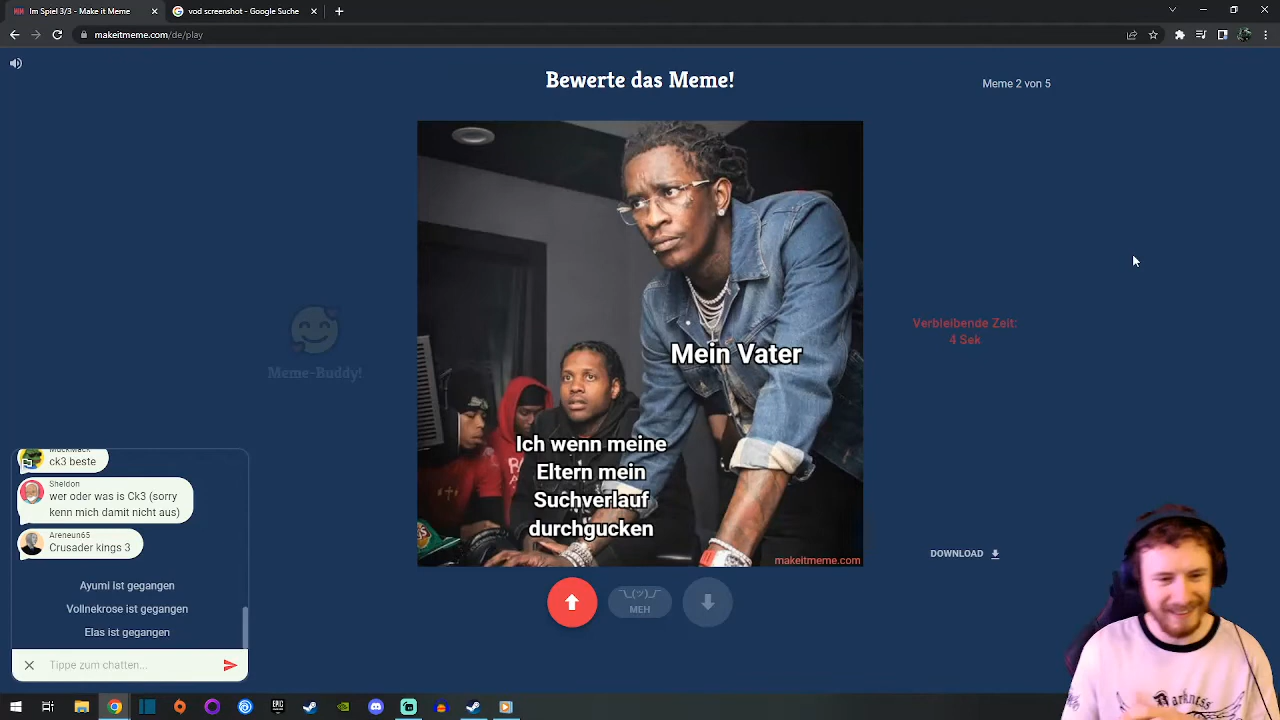 Im Spiel 3/3 - Make it Meme
vod screenshot - Google Suche
makeitmeme.com/de/play
Bewerte das Meme!
Meme 2 von 5
Mein Vater
Ich wenn meine
Eltern mein
Suchverlauf
durchgucken
makeitmeme.com
Meme-Buddy!
Verbleibende Zeit:
4 Sek
ck3 beste
Sheldon
wer oder was is Ck3 (sorry
kenn mich damit nicht aus)
Areneun65
Crusader kings 3
Ayumi ist gegangen
Vollnekrose ist gegangen
Elas ist gegangen
Tippe zum chatten...
¯\_(ツ)_/¯
MEH
DOWNLOAD
Darkness